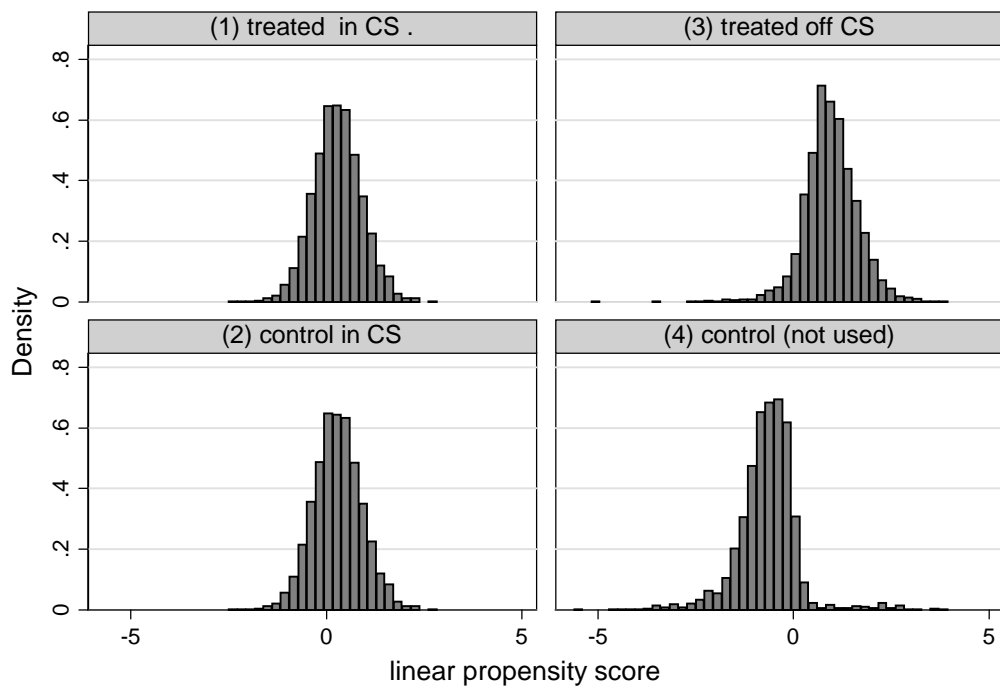 (1) treated  in CS .
(3) treated off CS
0
.2
.4
.6
.8
(2) control in CS
(4) control (not used)
0
.2
.4
.6
.8
Density
-5
0
5
-5
0
5
linear propensity score